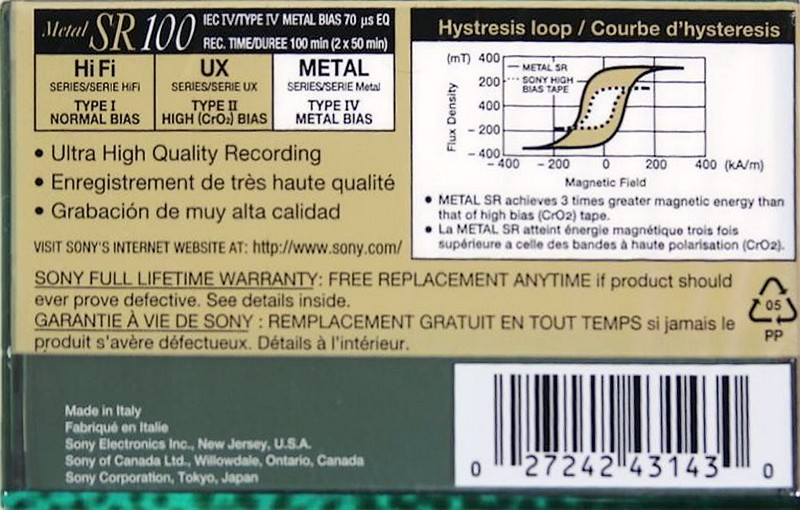 Metal SR 100
IEC IV/TYPE IV METAL BIAS 70 µs EQ
REC. TIME/DUREE 100 min (2 x 50 min)
Hi Fi
SERIES/SERIE HiFi
TYPE I
NORMAL BIAS
UX
SERIES/SERIE UX
TYPE II
HIGH (CrO2) BIAS
METAL
SERIES/SERIE Metal
TYPE IV
METAL BIAS
• Ultra High Quality Recording
• Enregistrement de très haute qualité
• Grabación de muy alta calidad
VISIT SONY'S INTERNET WEBSITE AT: http://www.sony.com/
Hystresis loop / Courbe d'hysteresis
(mT)
400
200
400
- 200
- 400
Flux Density
METAL SR
SONY HIGH
BIAS TAPE
- 400 - 200 0 200 400 (kA/m)
Magnetic Field
• METAL SR achieves 3 times greater magnetic energy than
that of high bias (CrO2) tape.
• La METAL SR atteint énergie magnétique trois fois
supérieure a celle des bandes à haute polarisation (CrO2).
SONY FULL LIFETIME WARRANTY: FREE REPLACEMENT ANYTIME if product should
ever prove defective. See details inside.
GARANTIE À VIE DE SONY : REMPLACEMENT GRATUIT EN TOUT TEMPS si jamais le
produit s'avère défectueux. Détails à l'intérieur.
05
PP
Made in Italy
Fabriqué en Italie
Sony Electronics Inc., New Jersey, U.S.A.
Sony of Canada Ltd., Willowdale, Ontario, Canada
Sony Corporation, Tokyo, Japan
0 27242 43143 0